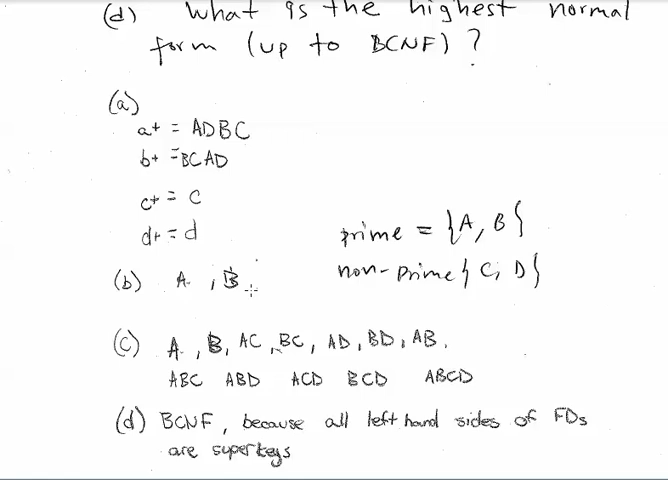 (d) What is the highest normal
form (up to BCNF) ?
(a)
a+ = ADBC
b+ = BCAD
c+ = C
d+ = d
prime = {A, B}
non-prime { C, D}
(b) A , B
(c) A , B, AC , BC , AD , BD , AB ,
ABC ABD ACD BCD ABCD
(d) BCNF , because all left hand sides of FDs
are superkeys